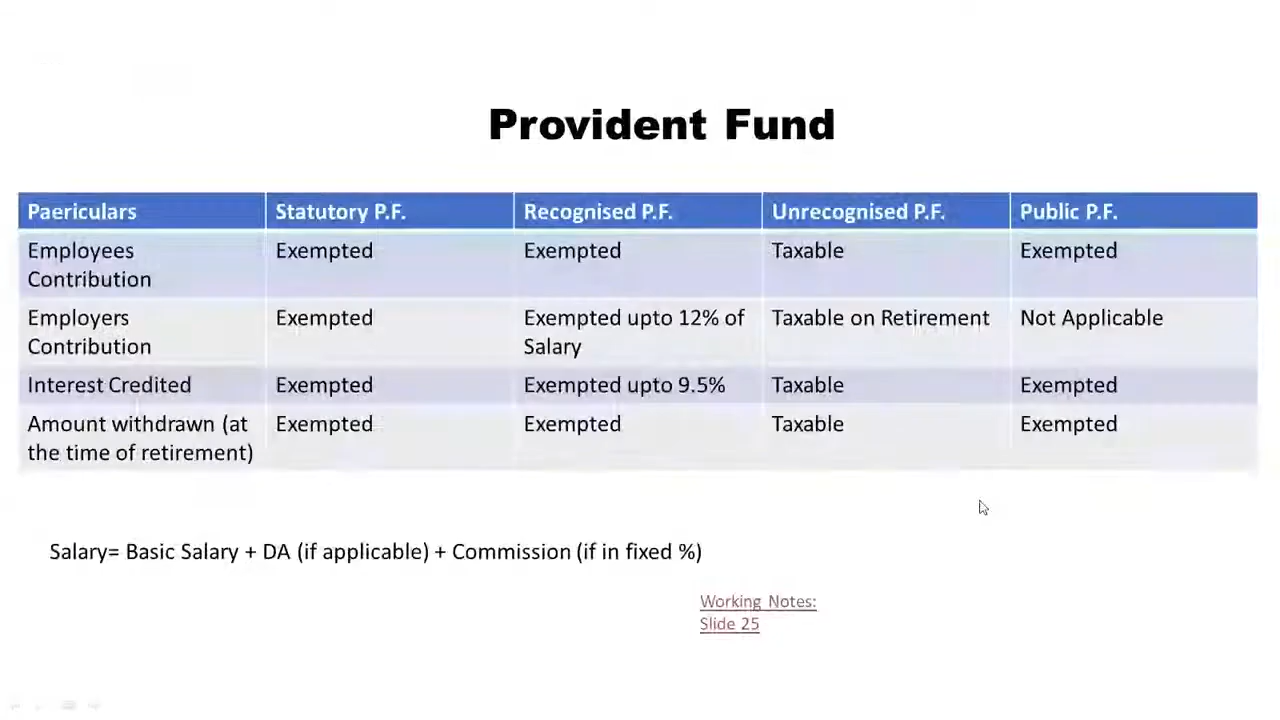 Provident Fund
Paericulars Statutory P.F. Recognised P.F. Unrecognised P.F. Public P.F.
Employees Contribution Exempted Exempted Taxable Exempted
Employers Contribution Exempted Exempted upto 12% of Salary Taxable on Retirement Not Applicable
Interest Credited Exempted Exempted upto 9.5% Taxable Exempted
Amount withdrawn (at the time of retirement) Exempted Exempted Taxable Exempted
Salary= Basic Salary + DA (if applicable) + Commission (if in fixed %)
Working Notes:
Slide 25